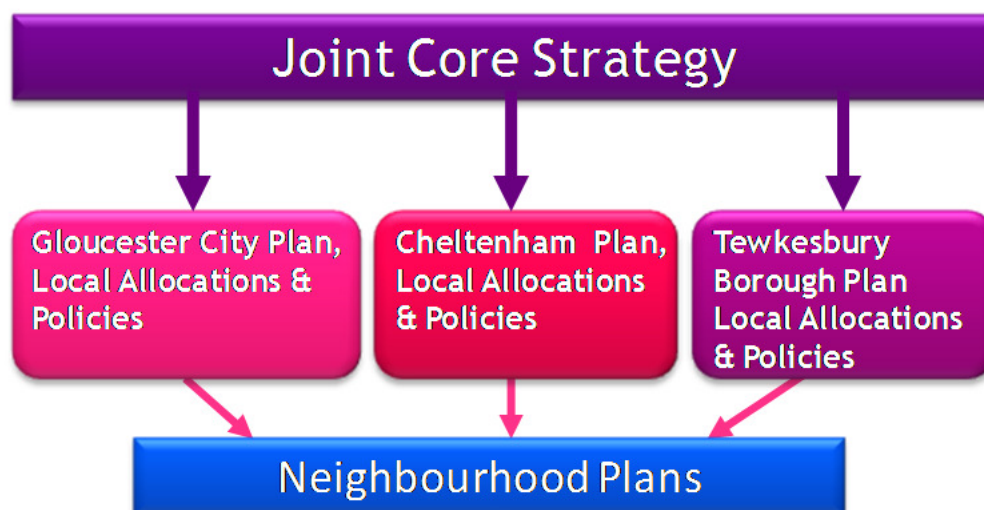 Joint Core Strategy
Gloucester City Plan,
Local Allocations &
Policies
Cheltenham Plan,
Local Allocations
& Policies
Tewkesbury
Borough Plan
Local Allocations
& Policies
Neighbourhood Plans